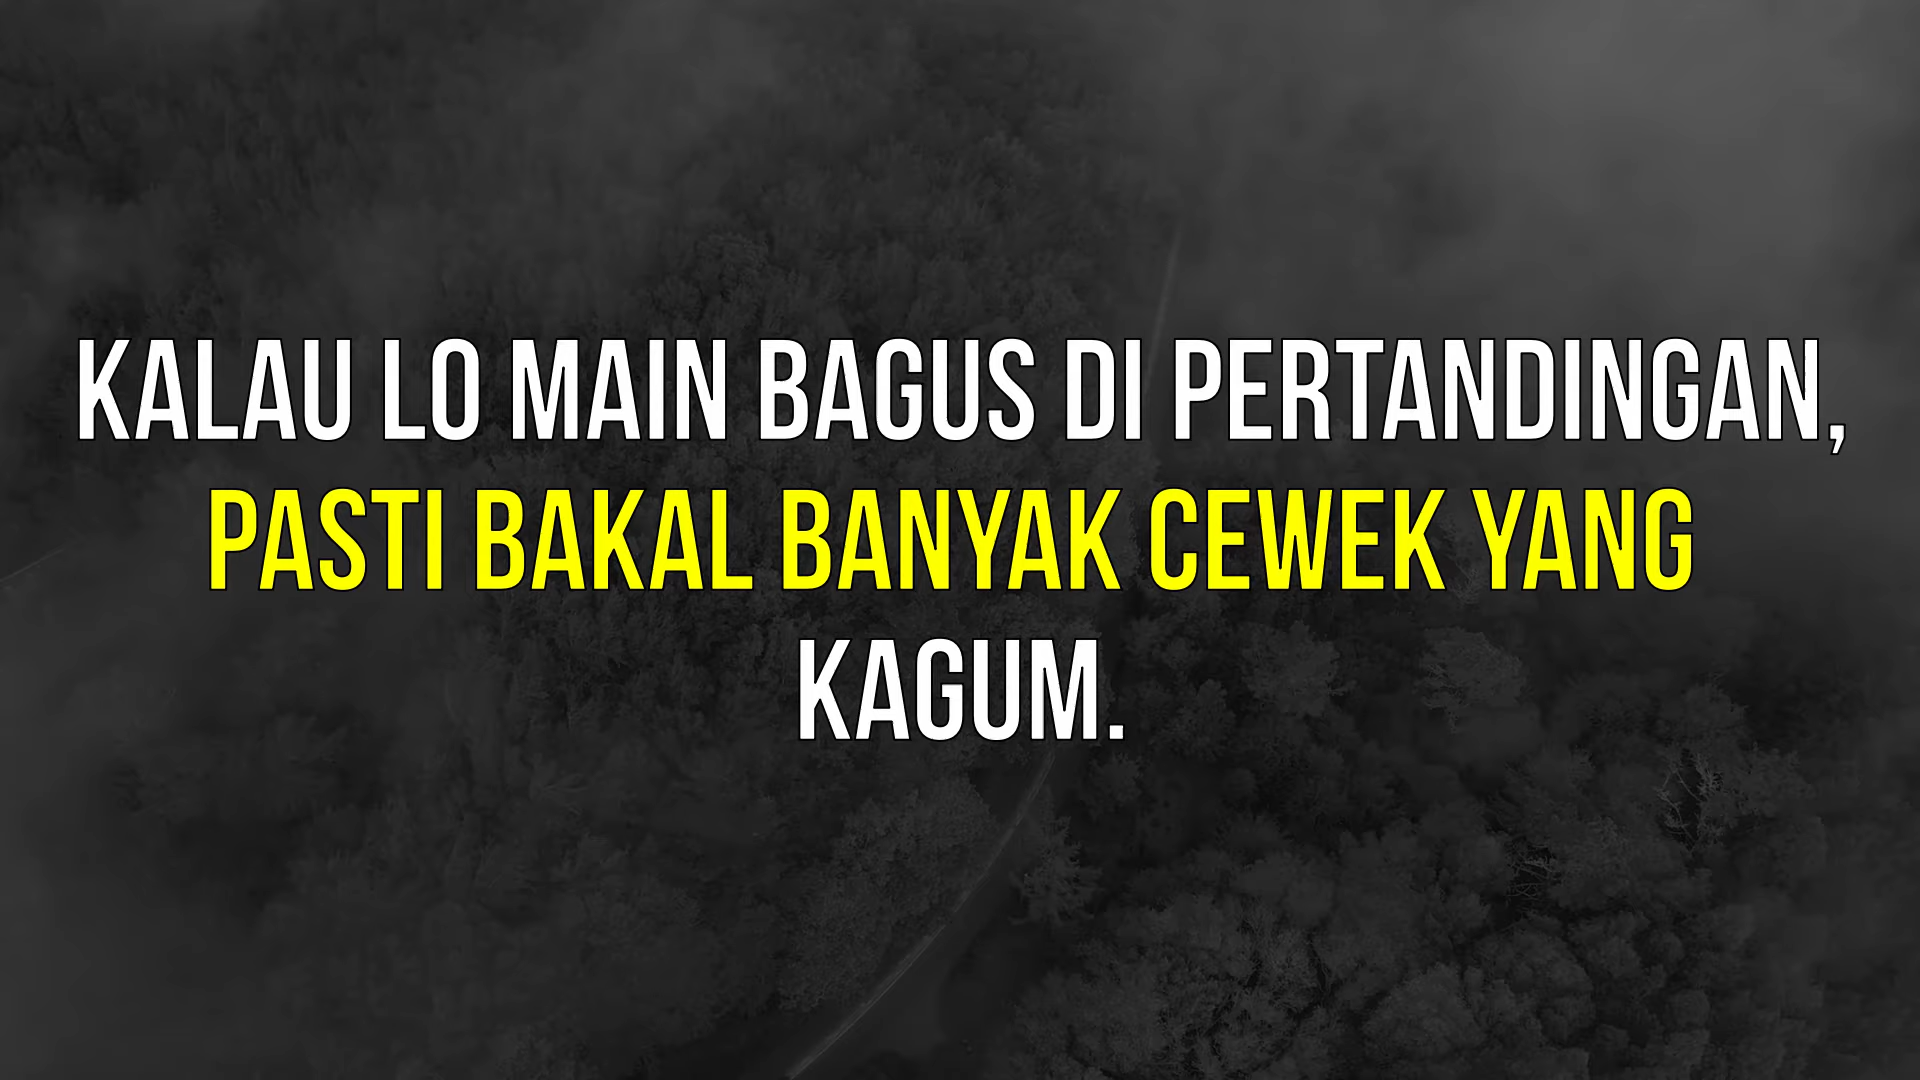 KALAU LO MAIN BAGUS DI PERTANDINGAN,
PASTI BAKAL BANYAK CEWEK YANG
KAGUM.